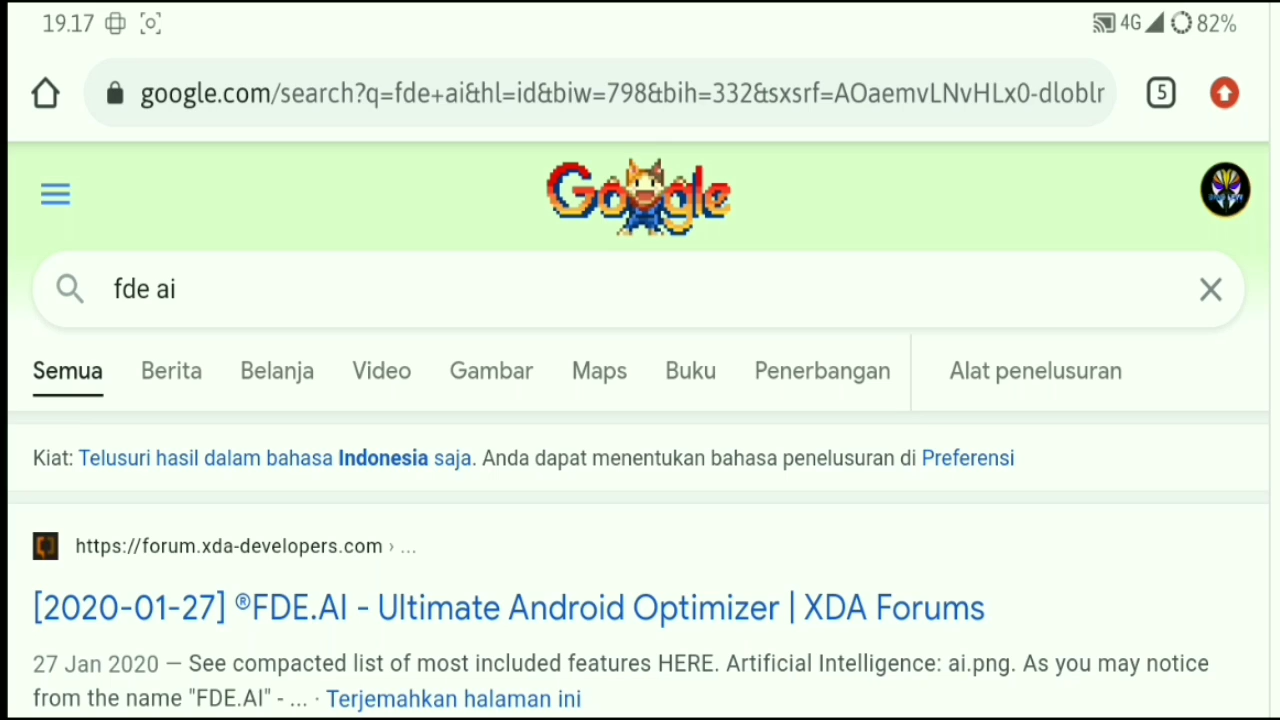 19.17 4G 82%
google.com/search?q=fde+ai&hl=id&biw=798&bih=332&sxsrf=AOaemvLNvHLx0-dloblr 5
Google
fde ai
Semua Berita Belanja Video Gambar Maps Buku Penerbangan Alat penelusuran
Kiat: Telusuri hasil dalam bahasa Indonesia saja. Anda dapat menentukan bahasa penelusuran di Preferensi
https://forum.xda-developers.com › ...
[2020-01-27] ®FDE.AI - Ultimate Android Optimizer | XDA Forums
27 Jan 2020 — See compacted list of most included features HERE. Artificial Intelligence: ai.png. As you may notice
from the name "FDE.AI" - ... · Terjemahkan halaman ini